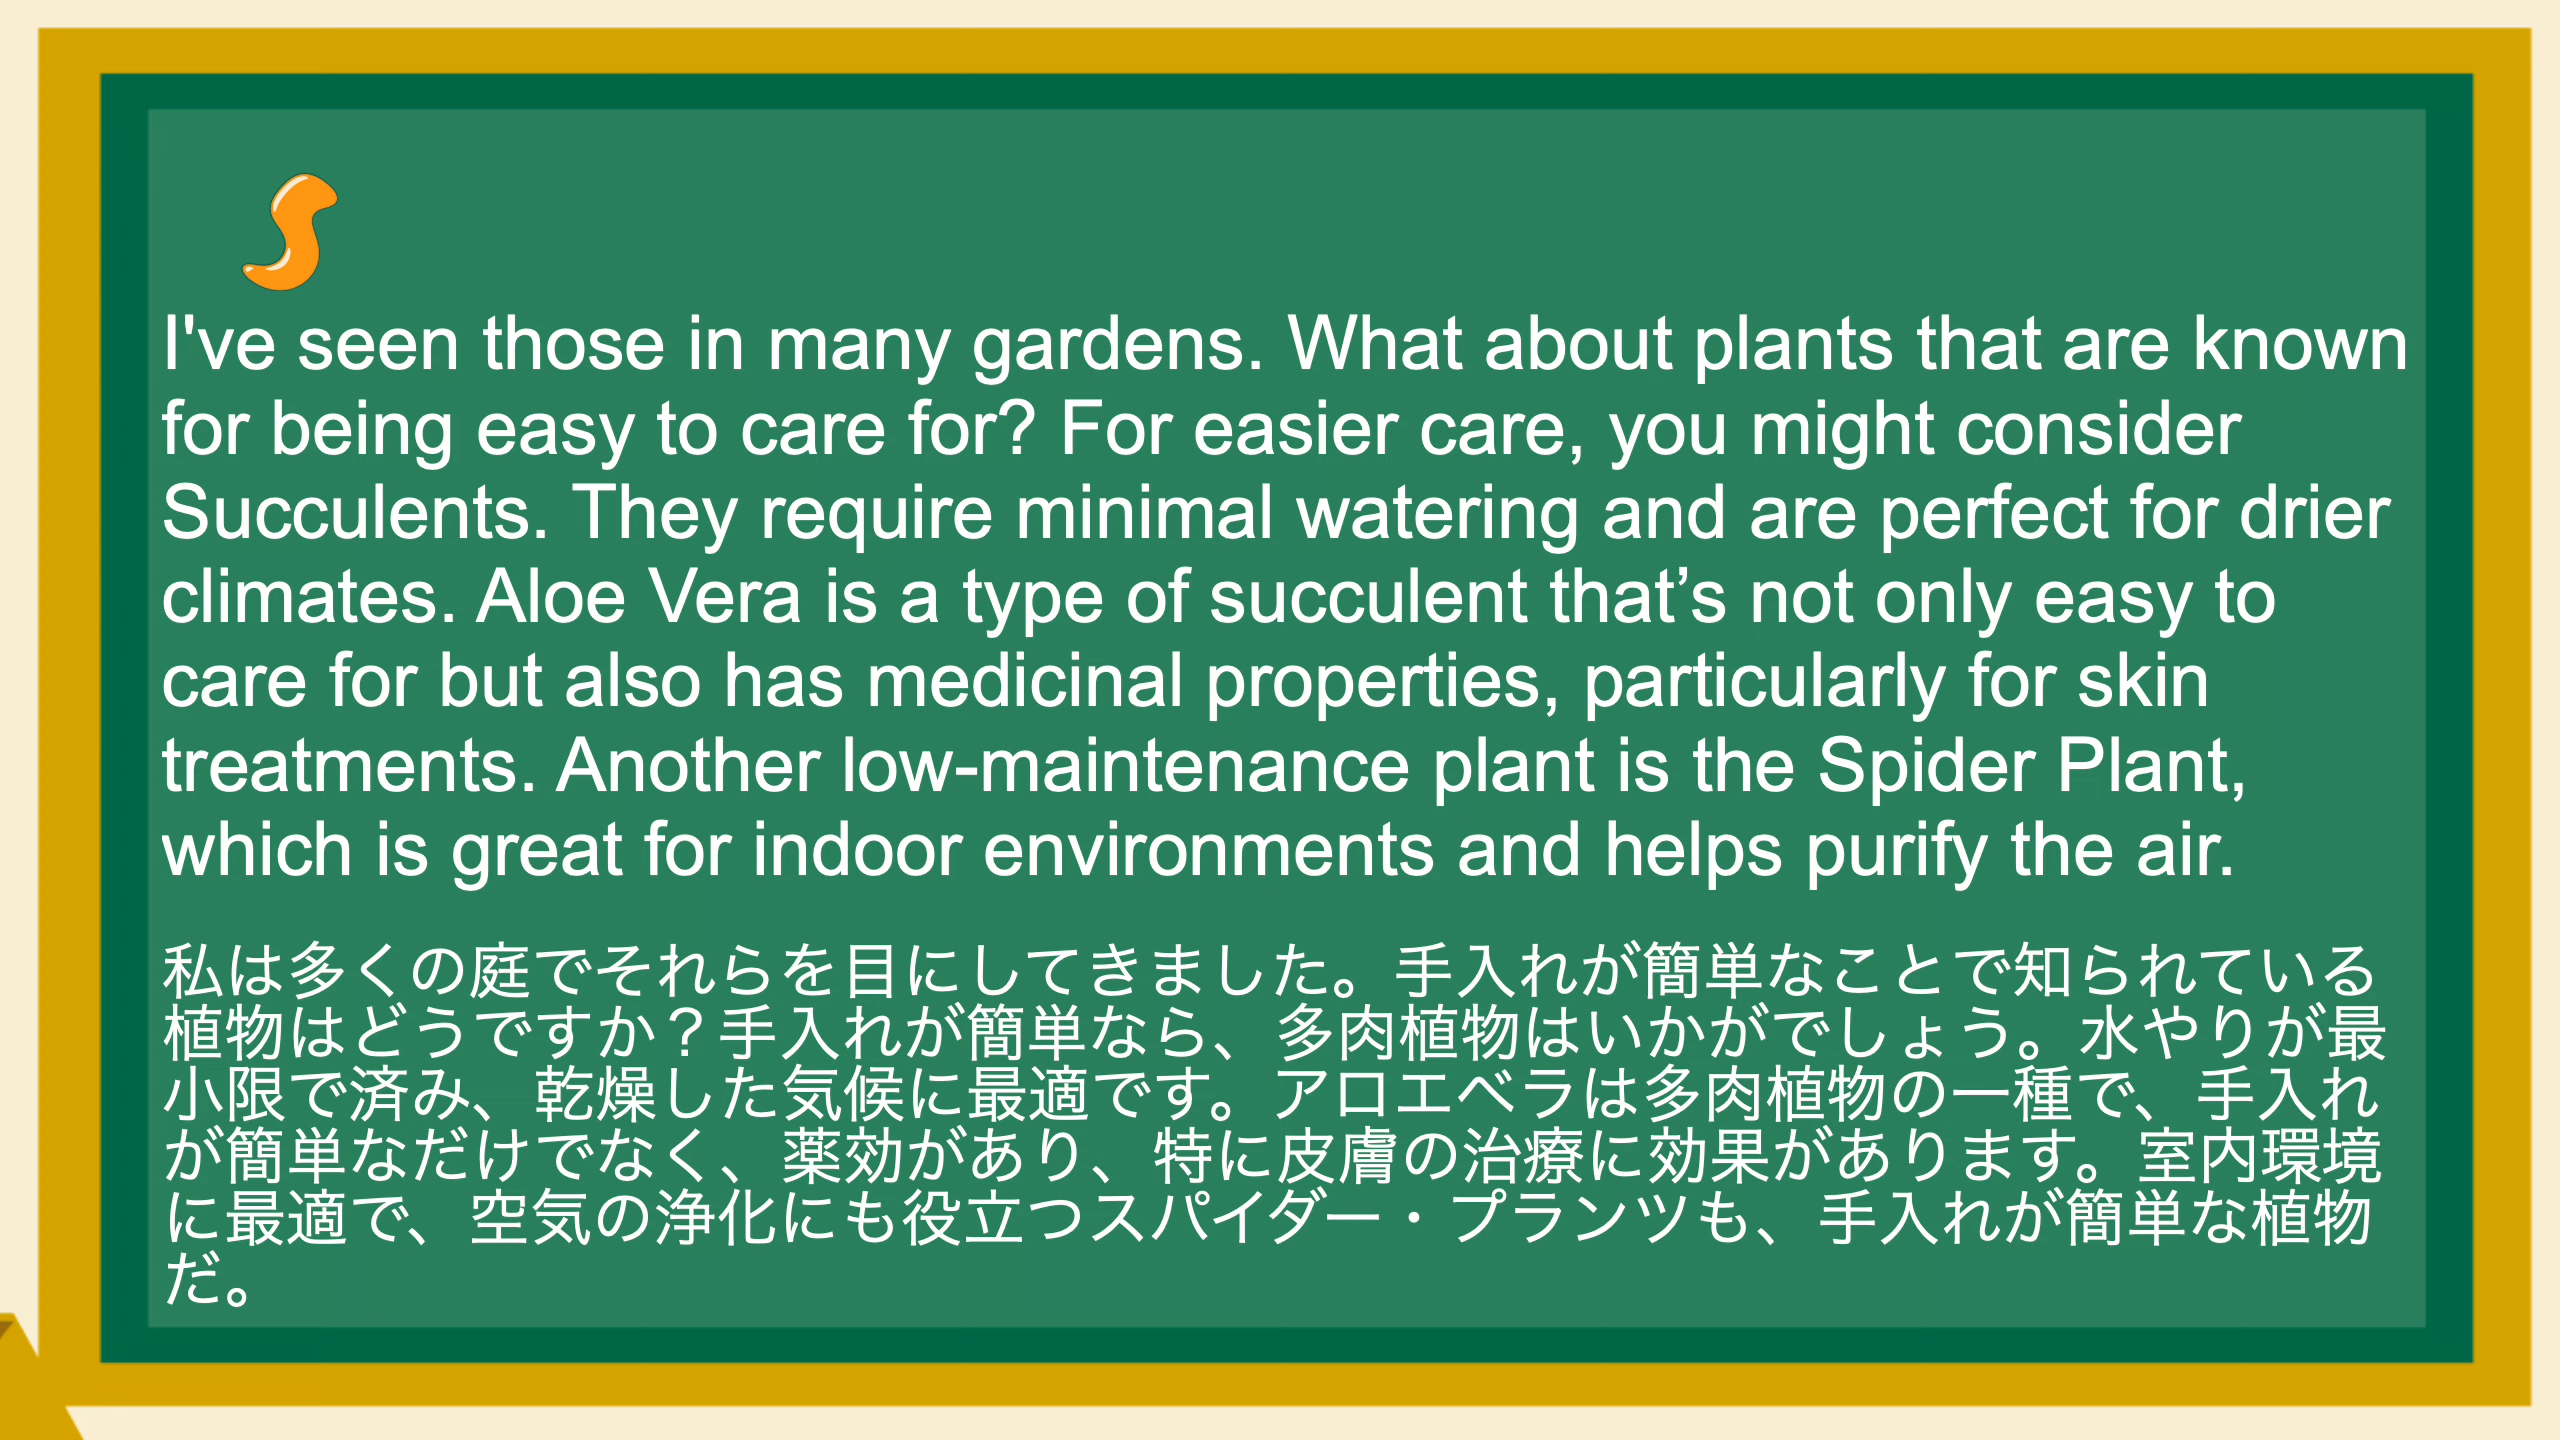 I've seen those in many gardens. What about plants that are known
for being easy to care for? For easier care, you might consider
Succulents. They require minimal watering and are perfect for drier
climates. Aloe Vera is a type of succulent that’s not only easy to
care for but also has medicinal properties, particularly for skin
treatments. Another low-maintenance plant is the Spider Plant,
which is great for indoor environments and helps purify the air.
私は多くの庭でそれらを目にしてきました。手入れが簡単なことで知られている
植物はどうですか？手入れが簡単なら、多肉植物はいかがでしょう。水やりが最
小限で済み、乾燥した気候に最適です。アロエベラは多肉植物の一種で、手入れ
が簡単なだけでなく、薬効があり、特に皮膚の治療に効果があります。室内環境
に最適で、空気の浄化にも役立つスパイダー・プランツも、手入れが簡単な植物
だ。